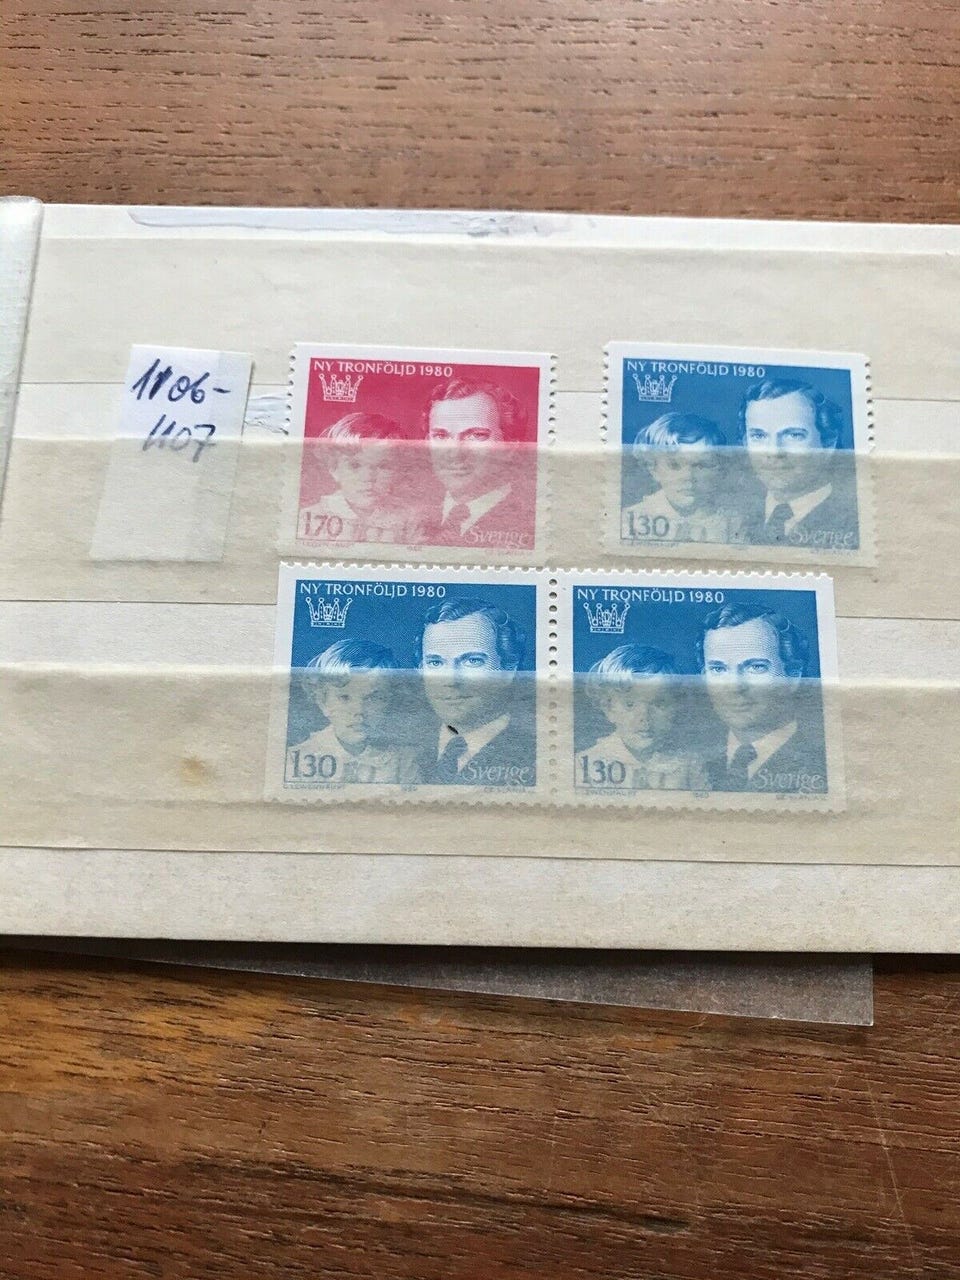 1106-
1107
NY TRONFÖLJD 1980
170
Sverige
NY TRONFÖLJD 1980
130
Sverige
NY TRONFÖLJD 1980
130
Sverige
NY TRONFÖLJD 1980
130
Sverige